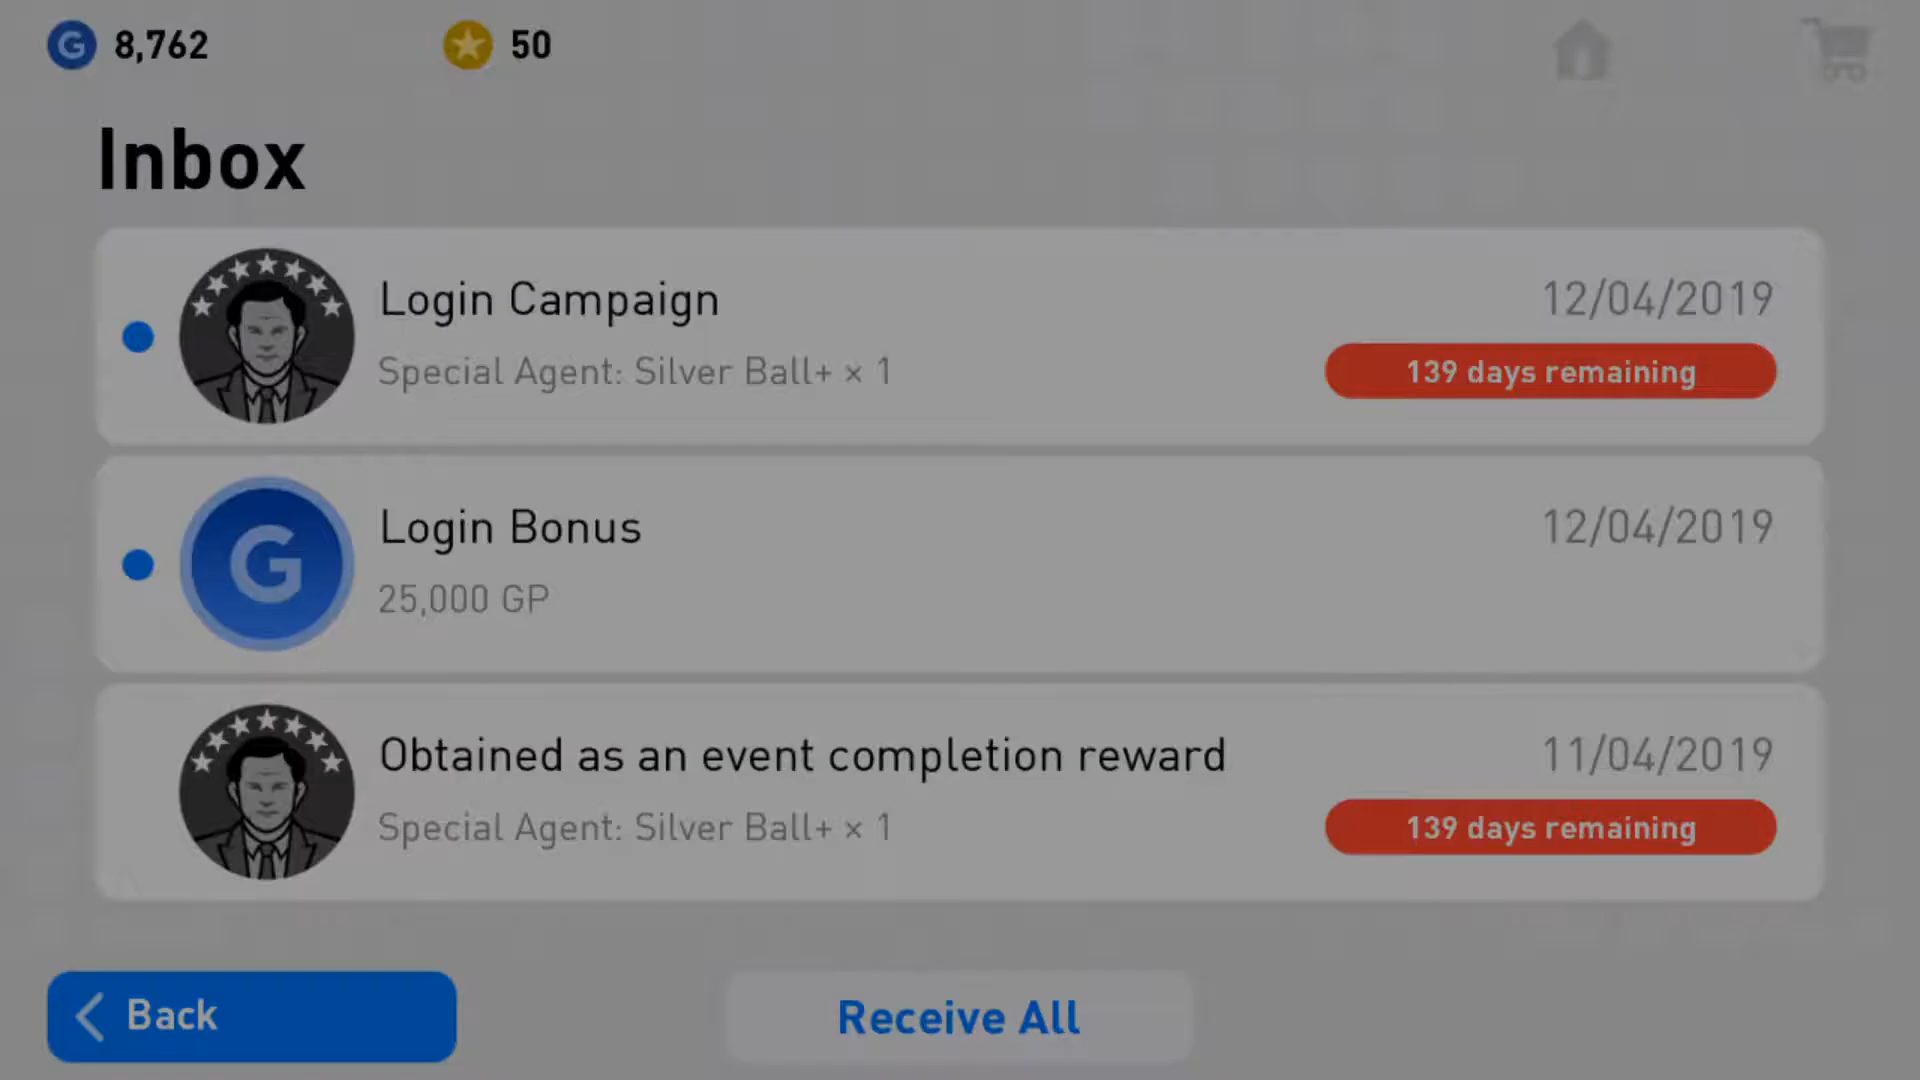 G 8,762 50
Inbox
Login Campaign 12/04/2019
Special Agent: Silver Ball+ × 1 139 days remaining
G Login Bonus 12/04/2019
25,000 GP
Obtained as an event completion reward 11/04/2019
Special Agent: Silver Ball+ × 1 139 days remaining
Back Receive All